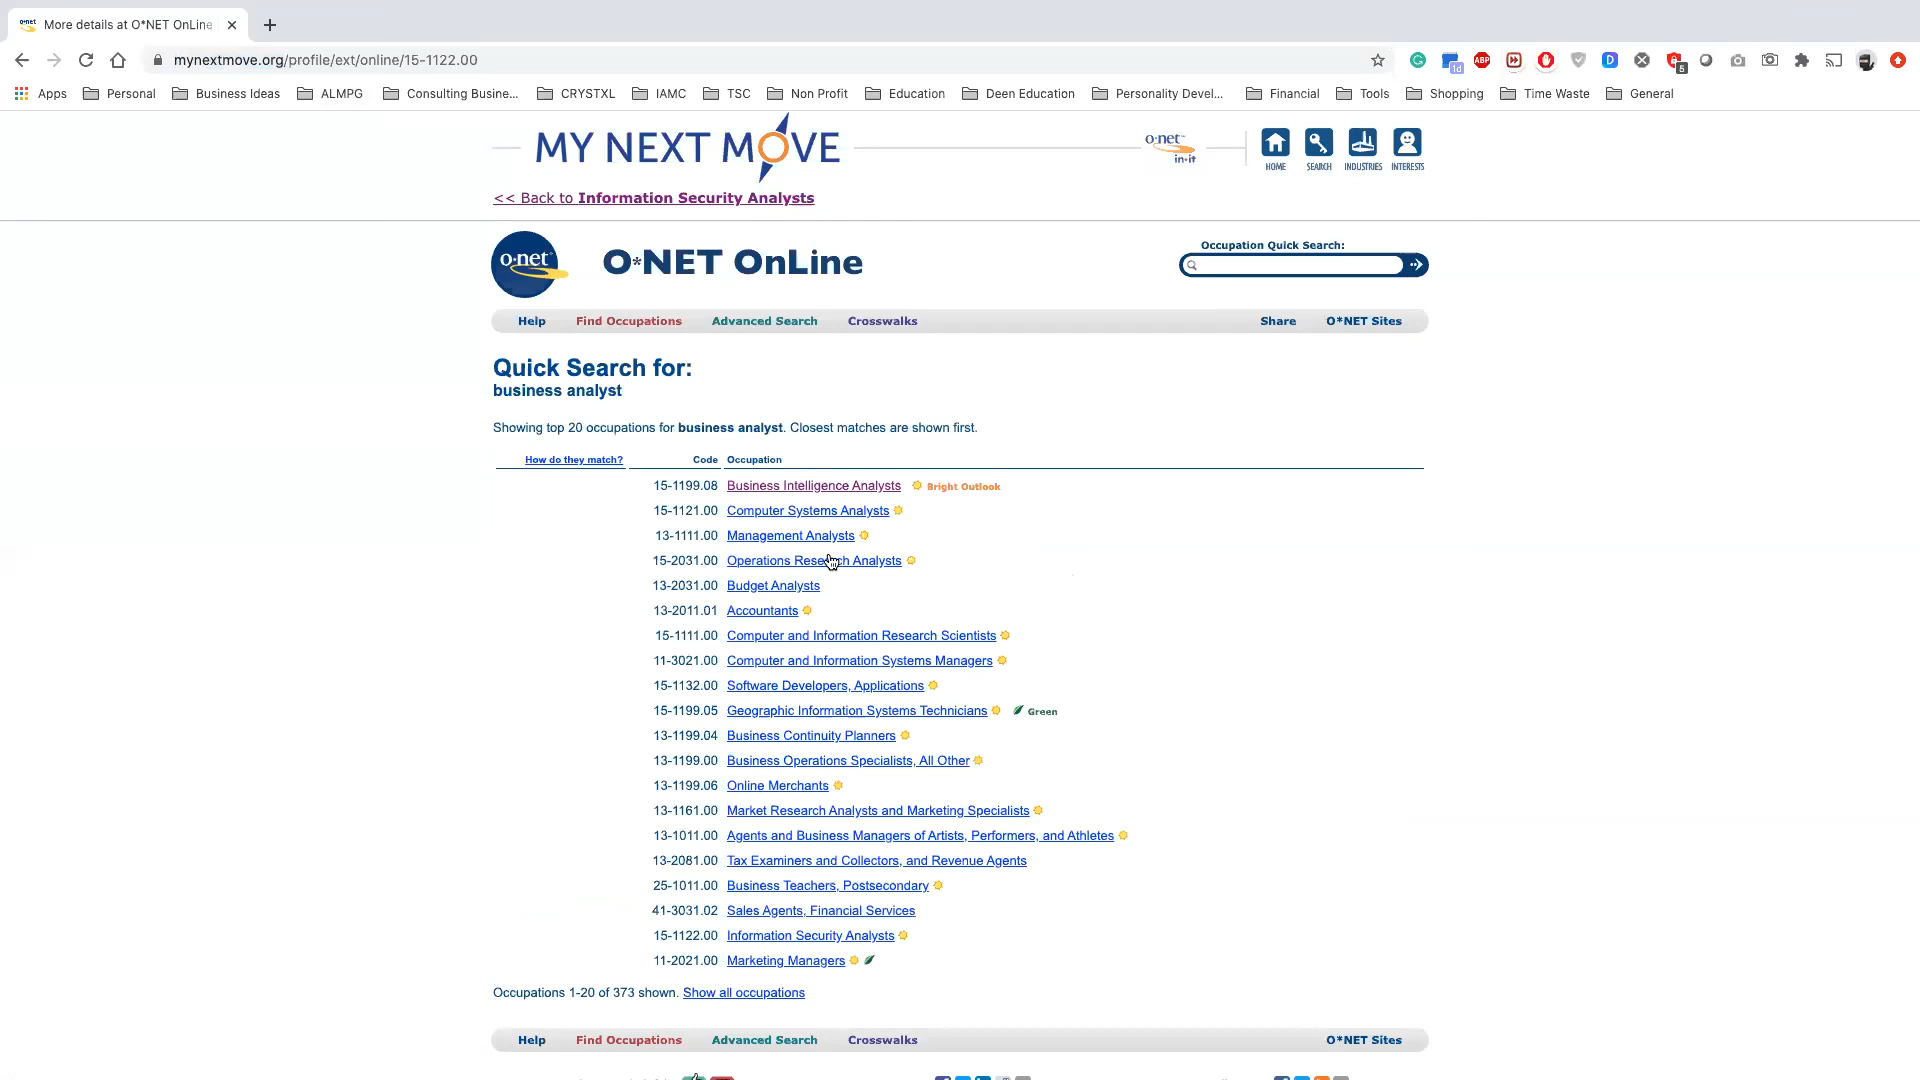 o·net
More details at O*NET OnLine
mynextmove.org/profile/ext/online/15-1122.00
1d
ABP
D
5
Apps
Personal
Business Ideas
ALMPG
Consulting Busine...
CRYSTXL
IAMC
TSC
Non Profit
Education
Deen Education
Personality Devel...
Financial
Tools
Shopping
Time Waste
General
MY NEXT MOVE
o·net™
in·it
HOME
SEARCH
INDUSTRIES
INTERESTS
<< Back to Information Security Analysts
o·net
O*NET OnLine
Occupation Quick Search:
Help
Find Occupations
Advanced Search
Crosswalks
Share
O*NET Sites
Quick Search for:
business analyst
Showing top 20 occupations for business analyst. Closest matches are shown first.
How do they match? Code Occupation
15-1199.08 Business Intelligence Analysts Bright Outlook
15-1121.00 Computer Systems Analysts
13-1111.00 Management Analysts
15-2031.00 Operations Research Analysts
13-2031.00 Budget Analysts
13-2011.01 Accountants
15-1111.00 Computer and Information Research Scientists
11-3021.00 Computer and Information Systems Managers
15-1132.00 Software Developers, Applications
15-1199.05 Geographic Information Systems Technicians Green
13-1199.04 Business Continuity Planners
13-1199.00 Business Operations Specialists, All Other
13-1199.06 Online Merchants
13-1161.00 Market Research Analysts and Marketing Specialists
13-1011.00 Agents and Business Managers of Artists, Performers, and Athletes
13-2081.00 Tax Examiners and Collectors, and Revenue Agents
25-1011.00 Business Teachers, Postsecondary
41-3031.02 Sales Agents, Financial Services
15-1122.00 Information Security Analysts
11-2021.00 Marketing Managers
Occupations 1-20 of 373 shown. Show all occupations
Help
Find Occupations
Advanced Search
Crosswalks
O*NET Sites